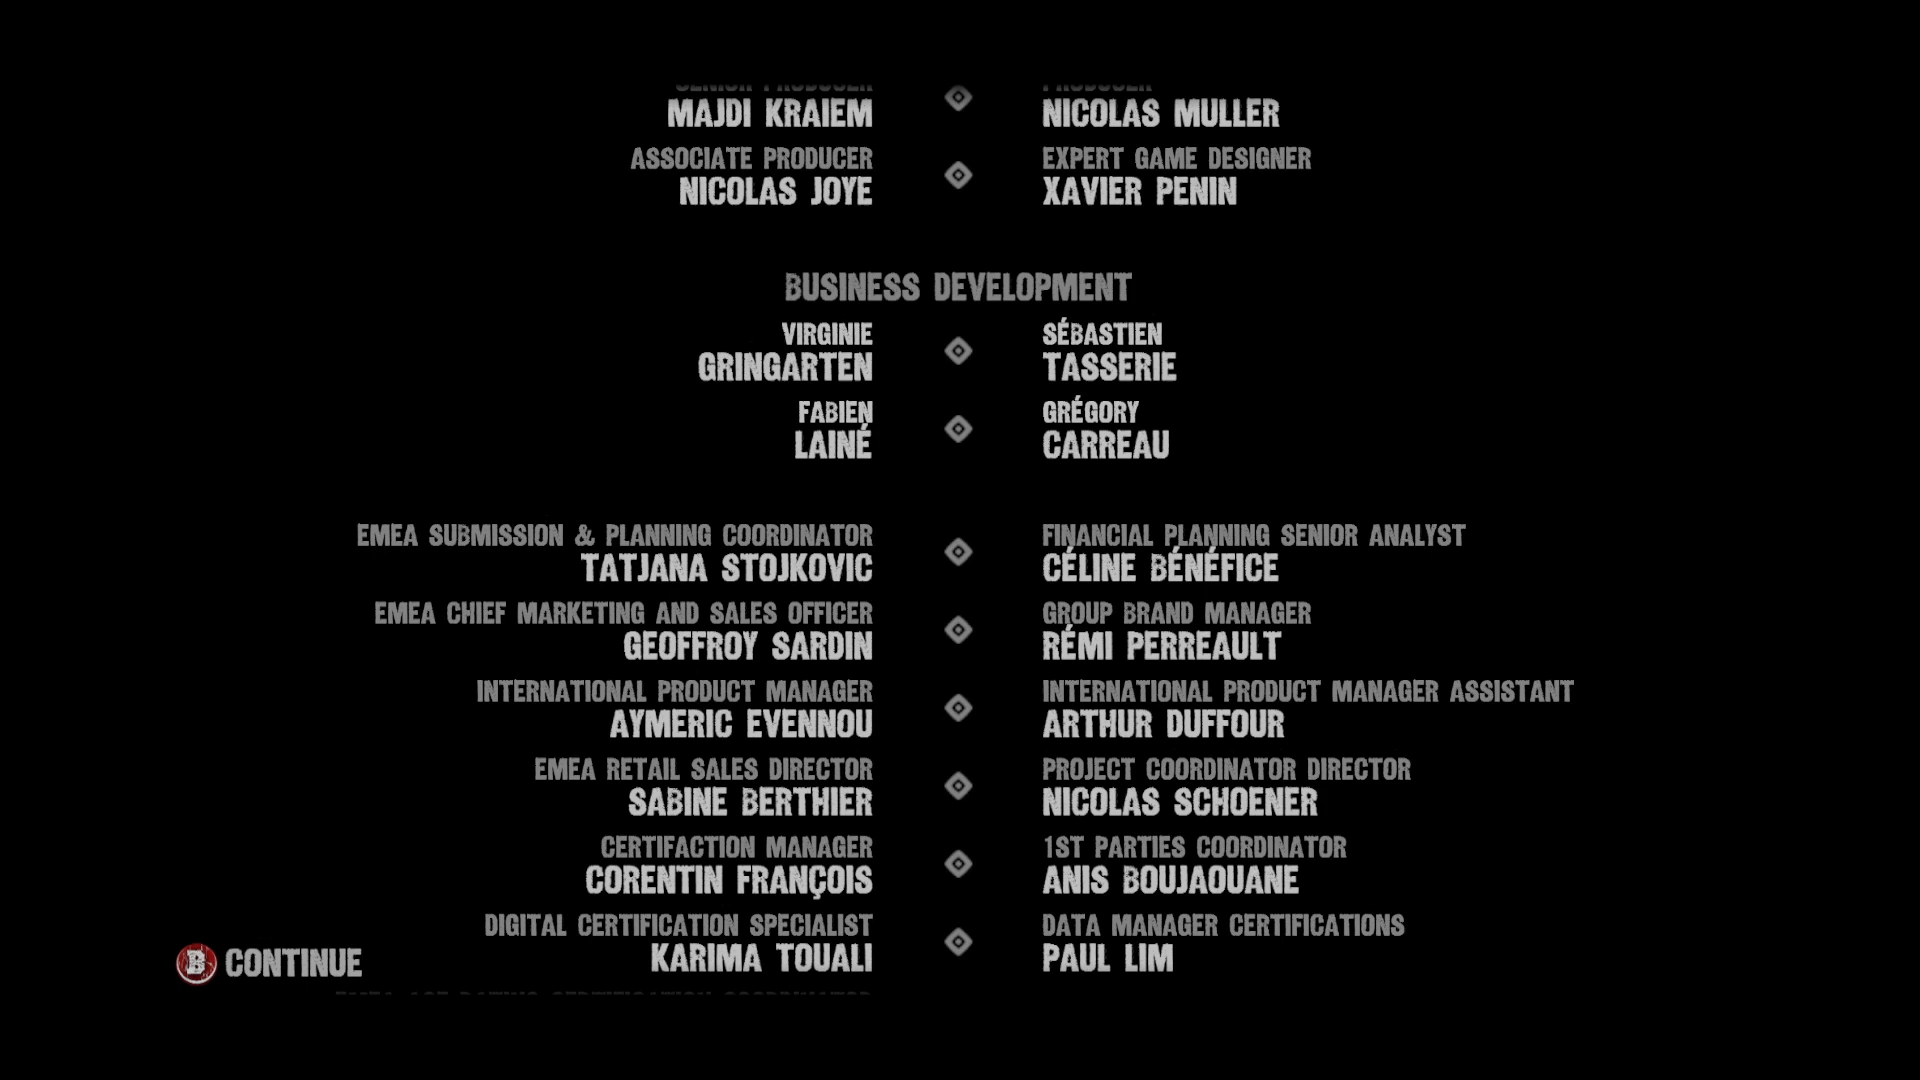 SENIOR PRODUCER
MAJDI KRAIEM
PRODUCER
NICOLAS MULLER
ASSOCIATE PRODUCER
NICOLAS JOYE
EXPERT GAME DESIGNER
XAVIER PENIN
BUSINESS DEVELOPMENT
VIRGINIE
GRINGARTEN
SÉBASTIEN
TASSERIE
FABIEN
LAINÉ
GRÉGORY
CARREAU
EMEA SUBMISSION & PLANNING COORDINATOR
TATJANA STOJKOVIC
FINANCIAL PLANNING SENIOR ANALYST
CÉLINE BÉNÉFICE
EMEA CHIEF MARKETING AND SALES OFFICER
GEOFFROY SARDIN
GROUP BRAND MANAGER
RÉMI PERREAULT
INTERNATIONAL PRODUCT MANAGER
AYMERIC EVENNOU
INTERNATIONAL PRODUCT MANAGER ASSISTANT
ARTHUR DUFFOUR
EMEA RETAIL SALES DIRECTOR
SABINE BERTHIER
PROJECT COORDINATOR DIRECTOR
NICOLAS SCHOENER
CERTIFACTION MANAGER
CORENTIN FRANÇOIS
1ST PARTIES COORDINATOR
ANIS BOUJAOUANE
DIGITAL CERTIFICATION SPECIALIST
KARIMA TOUALI
DATA MANAGER CERTIFICATIONS
PAUL LIM
B CONTINUE